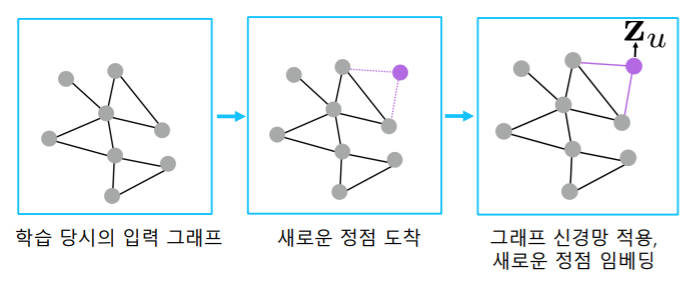 𝐳ᵤ
학습 당시의 입력 그래프
새로운 정점 도착
그래프 신경망 적용,
새로운 정점 임베딩